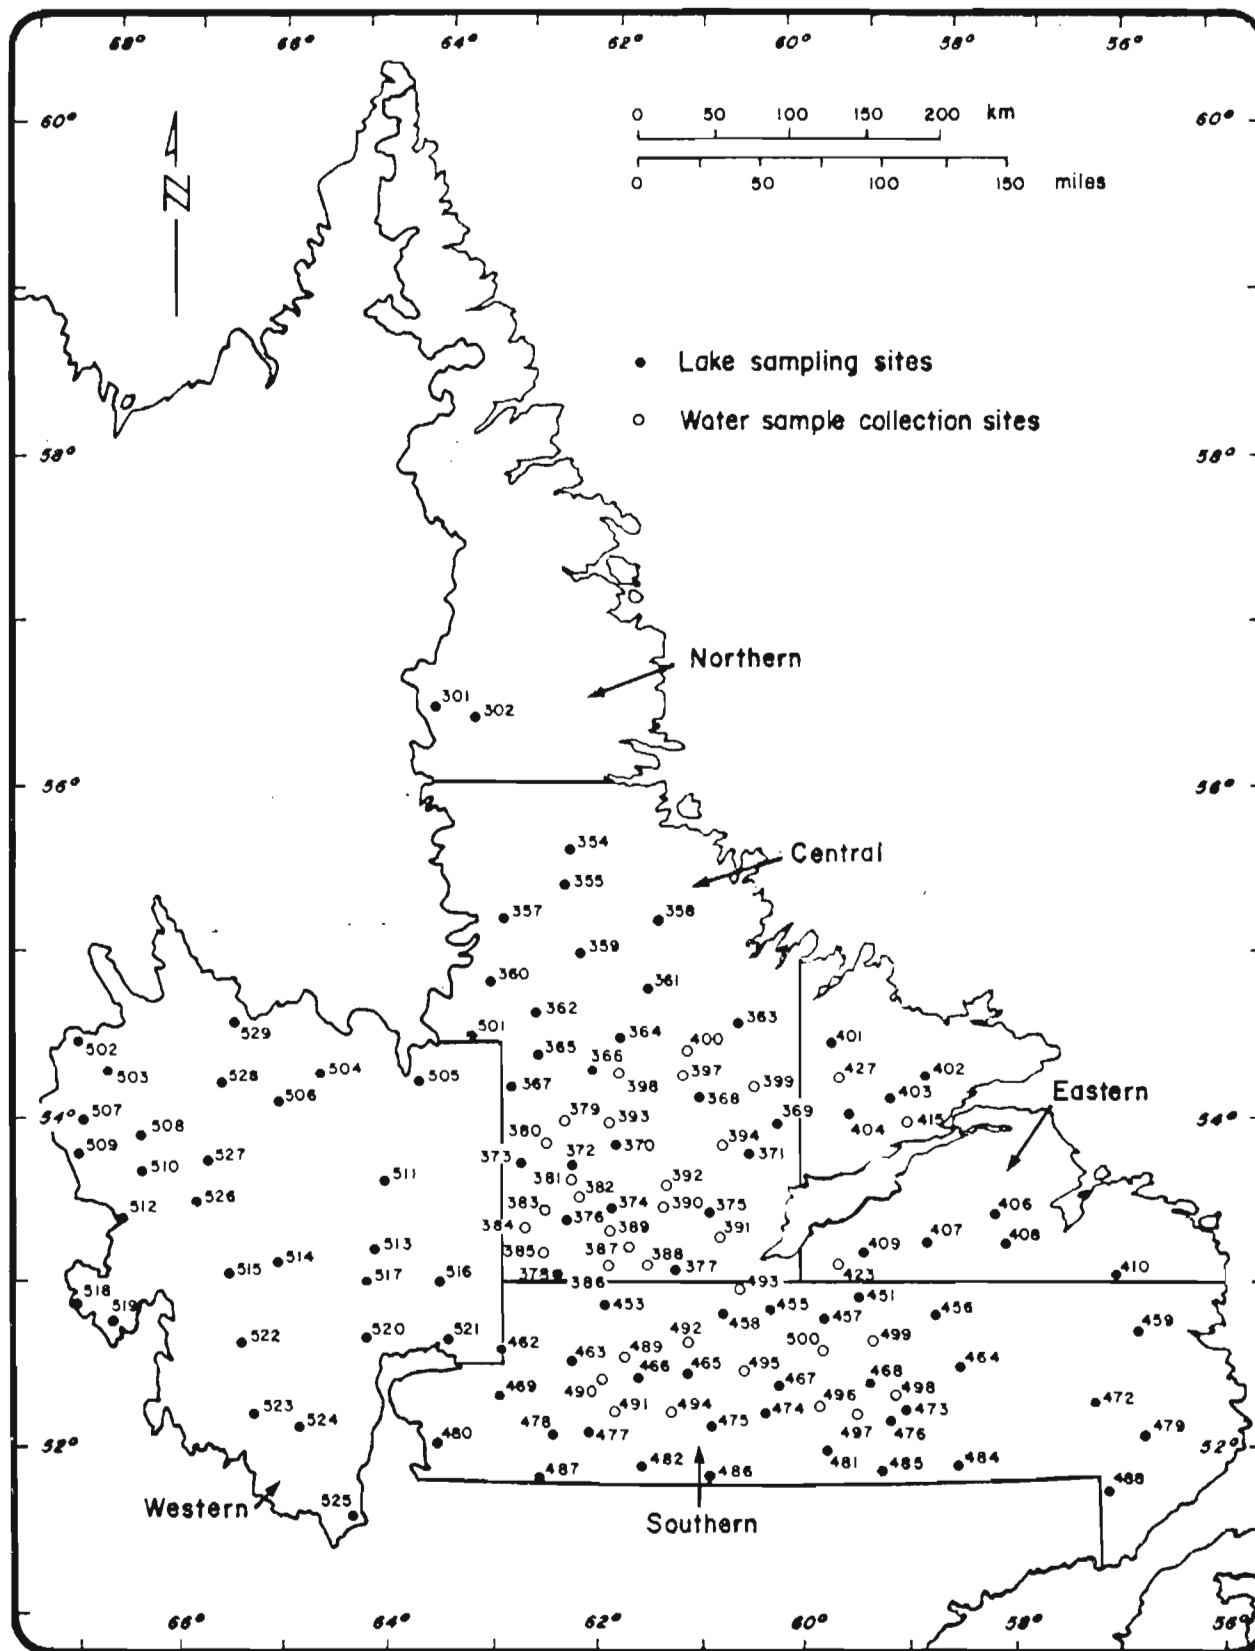 68° 66° 64° 62° 60° 58° 56°
60° 60°
0 50 100 150 200 km
0 50 100 150 miles
N
Lake sampling sites
Water sample collection sites
58° 58°
Northern
301
302
56° 56°
354
Central
355
357 358
359
360 361
362 363
501 364 400 401
502 529 365 366
503 528 504 505 367 398 397 399 427 402
506 368 403
507 379 393 369 Eastern
54° 54°
508 360 370 394 404 415
509 527 373 372 371
510 511 381 382 392
526 383 374 390 375 406
512 384 376 389 391 407 408
513 385 387 388 409
514 378 377 423 410
515 517 516 386 493
518 453 455 451
519 458 457 456 459
520 521 492 500 499
522 462 463 489 464
466 465 495 468
469 490 467 498 472
523 491 494 496 473
524 478 474 479
480 477 475 497 476
52° 52°
482 481 485 484
487 486 488
Western 525
Southern
66° 64° 62° 60° 58° 56°